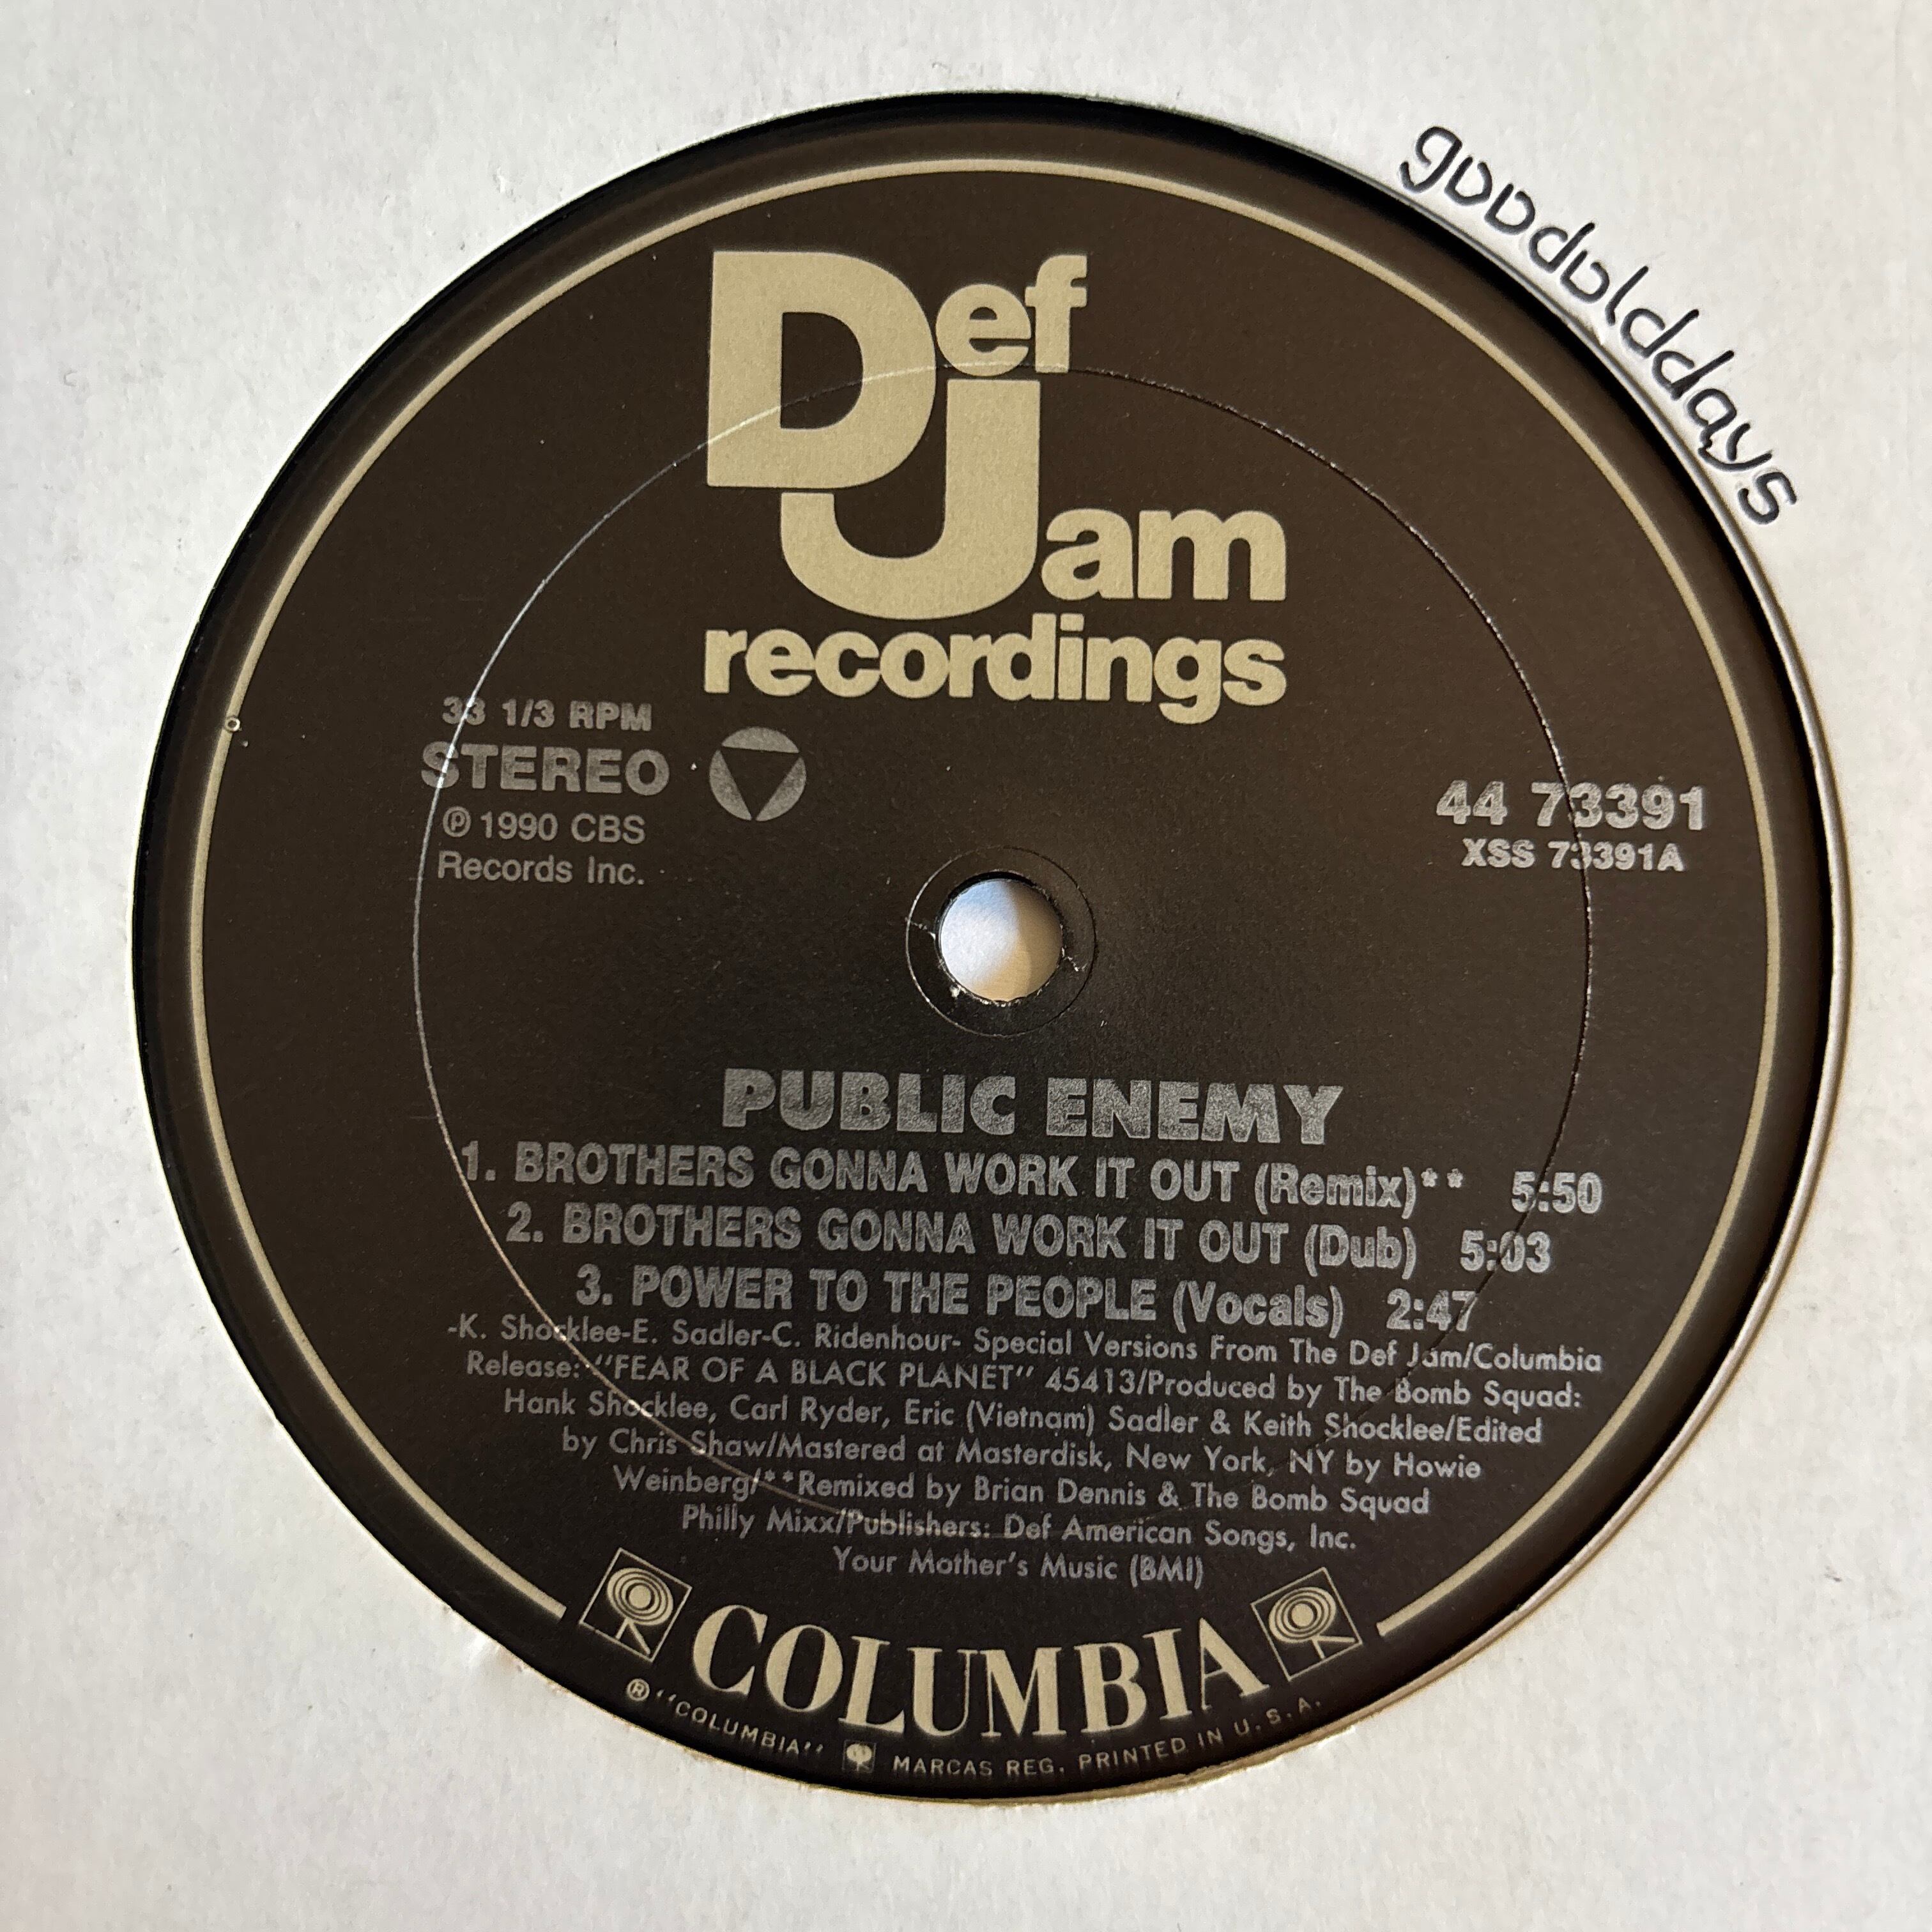 gooddolddays
Def
Jam
recordings
33 1/3 RPM
STEREO
℗ 1990 CBS
Records Inc.
44 73391
XSS 73391A
PUBLIC ENEMY
1. BROTHERS GONNA WORK IT OUT (Remix)** 5:50
2. BROTHERS GONNA WORK IT OUT (Dub) 5:03
3. POWER TO THE PEOPLE (Vocals) 2:47
-K. Shocklee-E. Sadler-C. Ridenhour- Special Versions From The Def Jam/Columbia
Release: "FEAR OF A BLACK PLANET" 45413/Produced by The Bomb Squad:
Hank Shocklee, Carl Ryder, Eric (Vietnam) Sadler & Keith Shocklee/Edited
by Chris Shaw/Mastered at Masterdisk, New York, NY by Howie
Weinberg/**Remixed by Brian Dennis & The Bomb Squad
Philly Mixx/Publishers: Def American Songs, Inc.
Your Mother's Music (BMI)
COLUMBIA
® "COLUMBIA" MARCAS REG. PRINTED IN U.S.A.